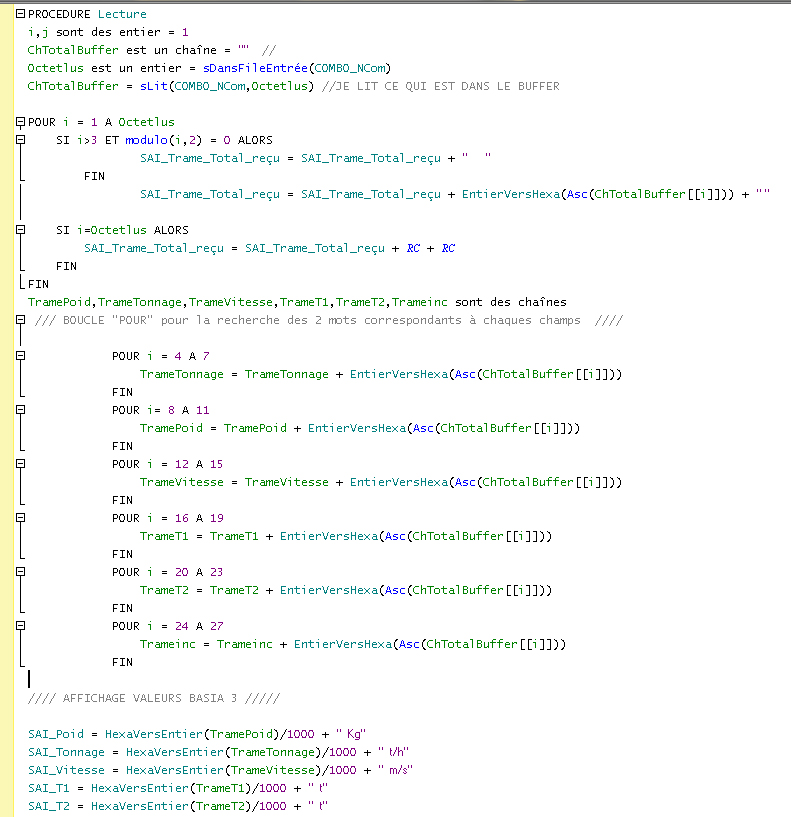 PROCEDURE Lecture
i,j sont des entier = 1
ChTotalBuffer est un chaîne = "" //
Octetlus est un entier = sDansFileEntrée(COMBO_NCom)
ChTotalBuffer = sLit(COMBO_NCom,Octetlus) //JE LIT CE QUI EST DANS LE BUFFER
POUR i = 1 A Octetlus
SI i>3 ET modulo(i,2) = 0 ALORS
SAI_Trame_Total_reçu = SAI_Trame_Total_reçu + "  "
FIN
SAI_Trame_Total_reçu = SAI_Trame_Total_reçu + EntierVersHexa(Asc(ChTotalBuffer[[i]])) + ""
SI i=Octetlus ALORS
SAI_Trame_Total_reçu = SAI_Trame_Total_reçu + RC + RC
FIN
FIN
TramePoid,TrameTonnage,TrameVitesse,TrameT1,TrameT2,Trameinc sont des chaînes
/// BOUCLE "POUR" pour la recherche des 2 mots correspondants à chaques champs ////
POUR i = 4 A 7
TrameTonnage = TrameTonnage + EntierVersHexa(Asc(ChTotalBuffer[[i]]))
FIN
POUR i= 8 A 11
TramePoid = TramePoid + EntierVersHexa(Asc(ChTotalBuffer[[i]]))
FIN
POUR i = 12 A 15
TrameVitesse = TrameVitesse + EntierVersHexa(Asc(ChTotalBuffer[[i]]))
FIN
POUR i = 16 A 19
TrameT1 = TrameT1 + EntierVersHexa(Asc(ChTotalBuffer[[i]]))
FIN
POUR i = 20 A 23
TrameT2 = TrameT2 + EntierVersHexa(Asc(ChTotalBuffer[[i]]))
FIN
POUR i = 24 A 27
Trameinc = Trameinc + EntierVersHexa(Asc(ChTotalBuffer[[i]]))
FIN
//// AFFICHAGE VALEURS BASIA 3 /////
SAI_Poid = HexaVersEntier(TramePoid)/1000 + " Kg"
SAI_Tonnage = HexaVersEntier(TrameTonnage)/1000 + " t/h"
SAI_Vitesse = HexaVersEntier(TrameVitesse)/1000 + " m/s"
SAI_T1 = HexaVersEntier(TrameT1)/1000 + " t"
SAI_T2 = HexaVersEntier(TrameT2)/1000 + " t"